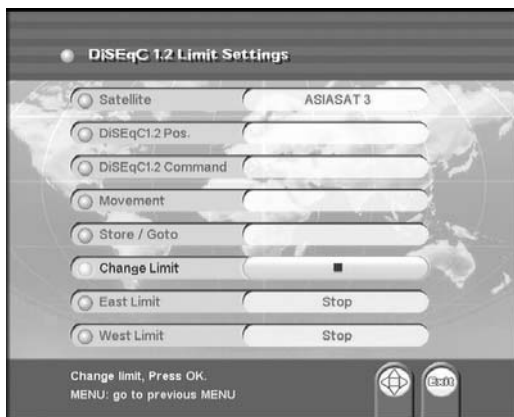 DiSEqC 1.2 Limit Settings
Satellite ASIASAT 3
DiSEqC1.2 Pos.
DiSEqC1.2 Command
Movement
Store / Goto
Change Limit
East Limit Stop
West Limit Stop
Change limit, Press OK.
MENU: go to previous MENU
Exit